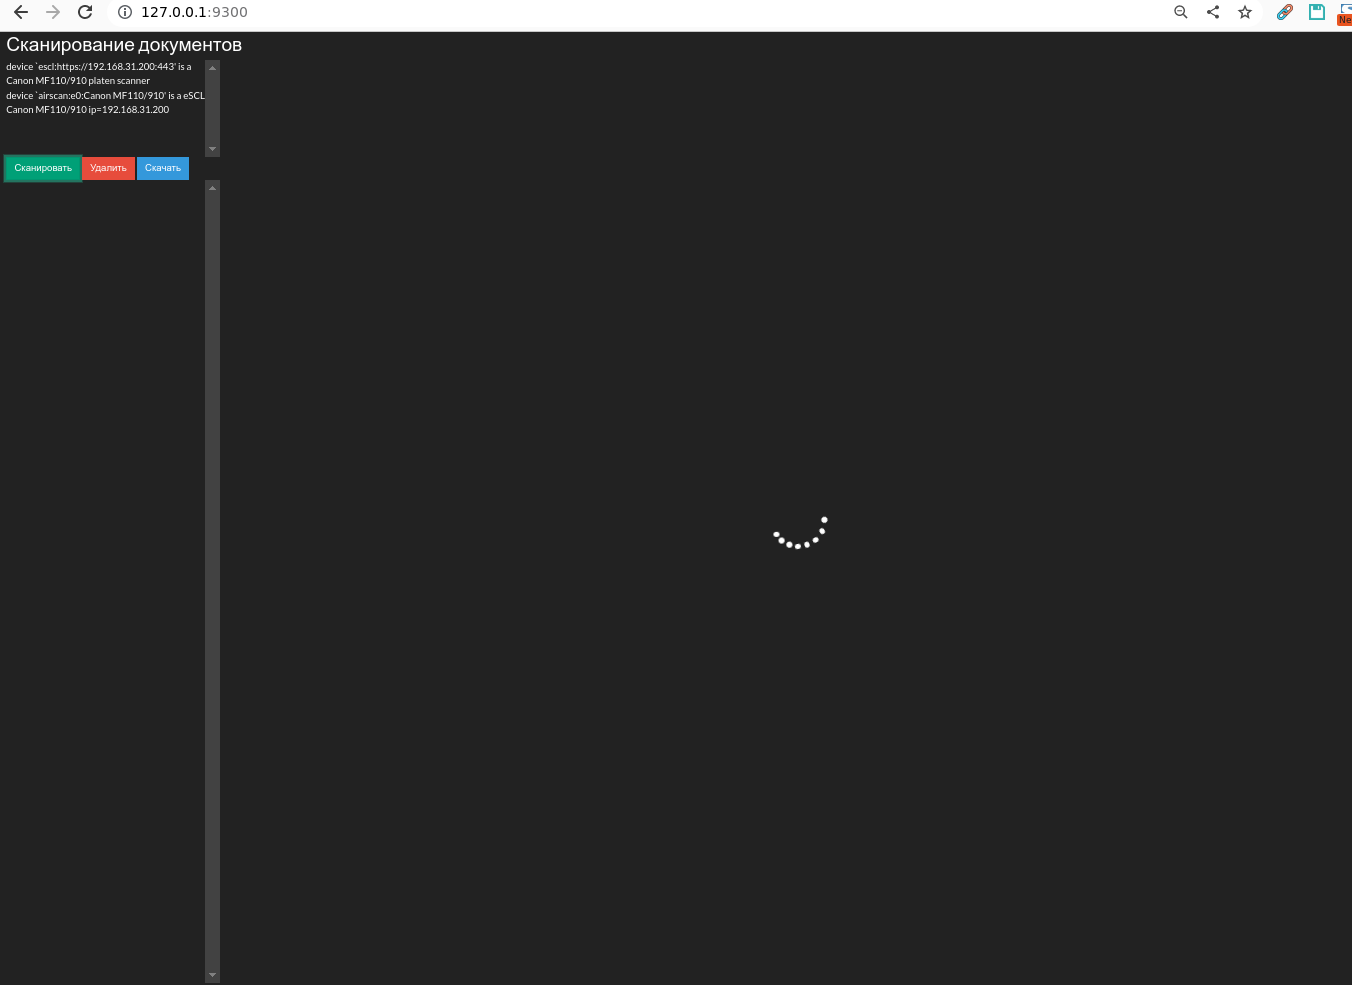 127.0.0.1:9300
Ne
Сканирование документов
device `escl:https://192.168.31.200:443' is a
Canon MF110/910 platen scanner
device `airscan:e0:Canon MF110/910' is a eSCL
Canon MF110/910 ip=192.168.31.200
Сканировать Удалить Скачать